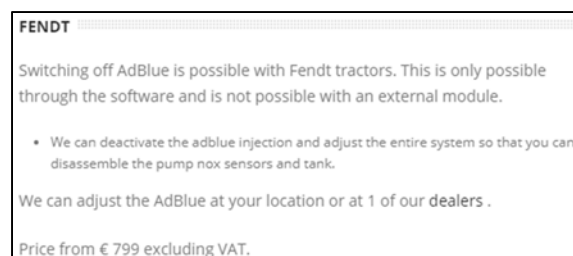 FENDT
Switching off AdBlue is possible with Fendt tractors. This is only possible
through the software and is not possible with an external module.
• We can deactivate the adblue injection and adjust the entire system so that you can
disassemble the pump nox sensors and tank.
We can adjust the AdBlue at your location or at 1 of our dealers .
Price from € 799 excluding VAT.